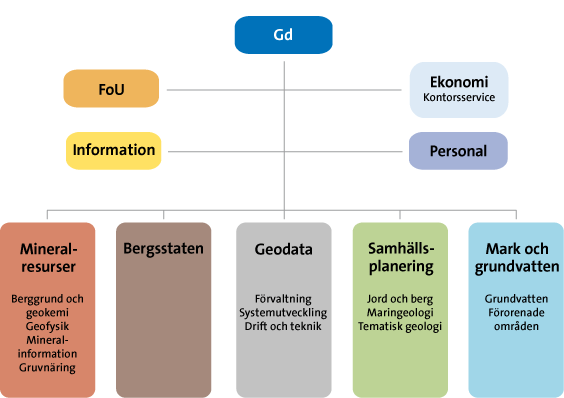 Gd
FoU
Ekonomi
Kontorsservice
Information
Personal
Mineral-
resurser
Berggrund och
geokemi
Geofysik
Mineral-
information
Gruvnäring
Bergsstaten
Geodata
Förvaltning
Systemutveckling
Drift och teknik
Samhälls-
planering
Jord och berg
Maringeologi
Tematisk geologi
Mark och
grundvatten
Grundvatten
Förorenade
områden